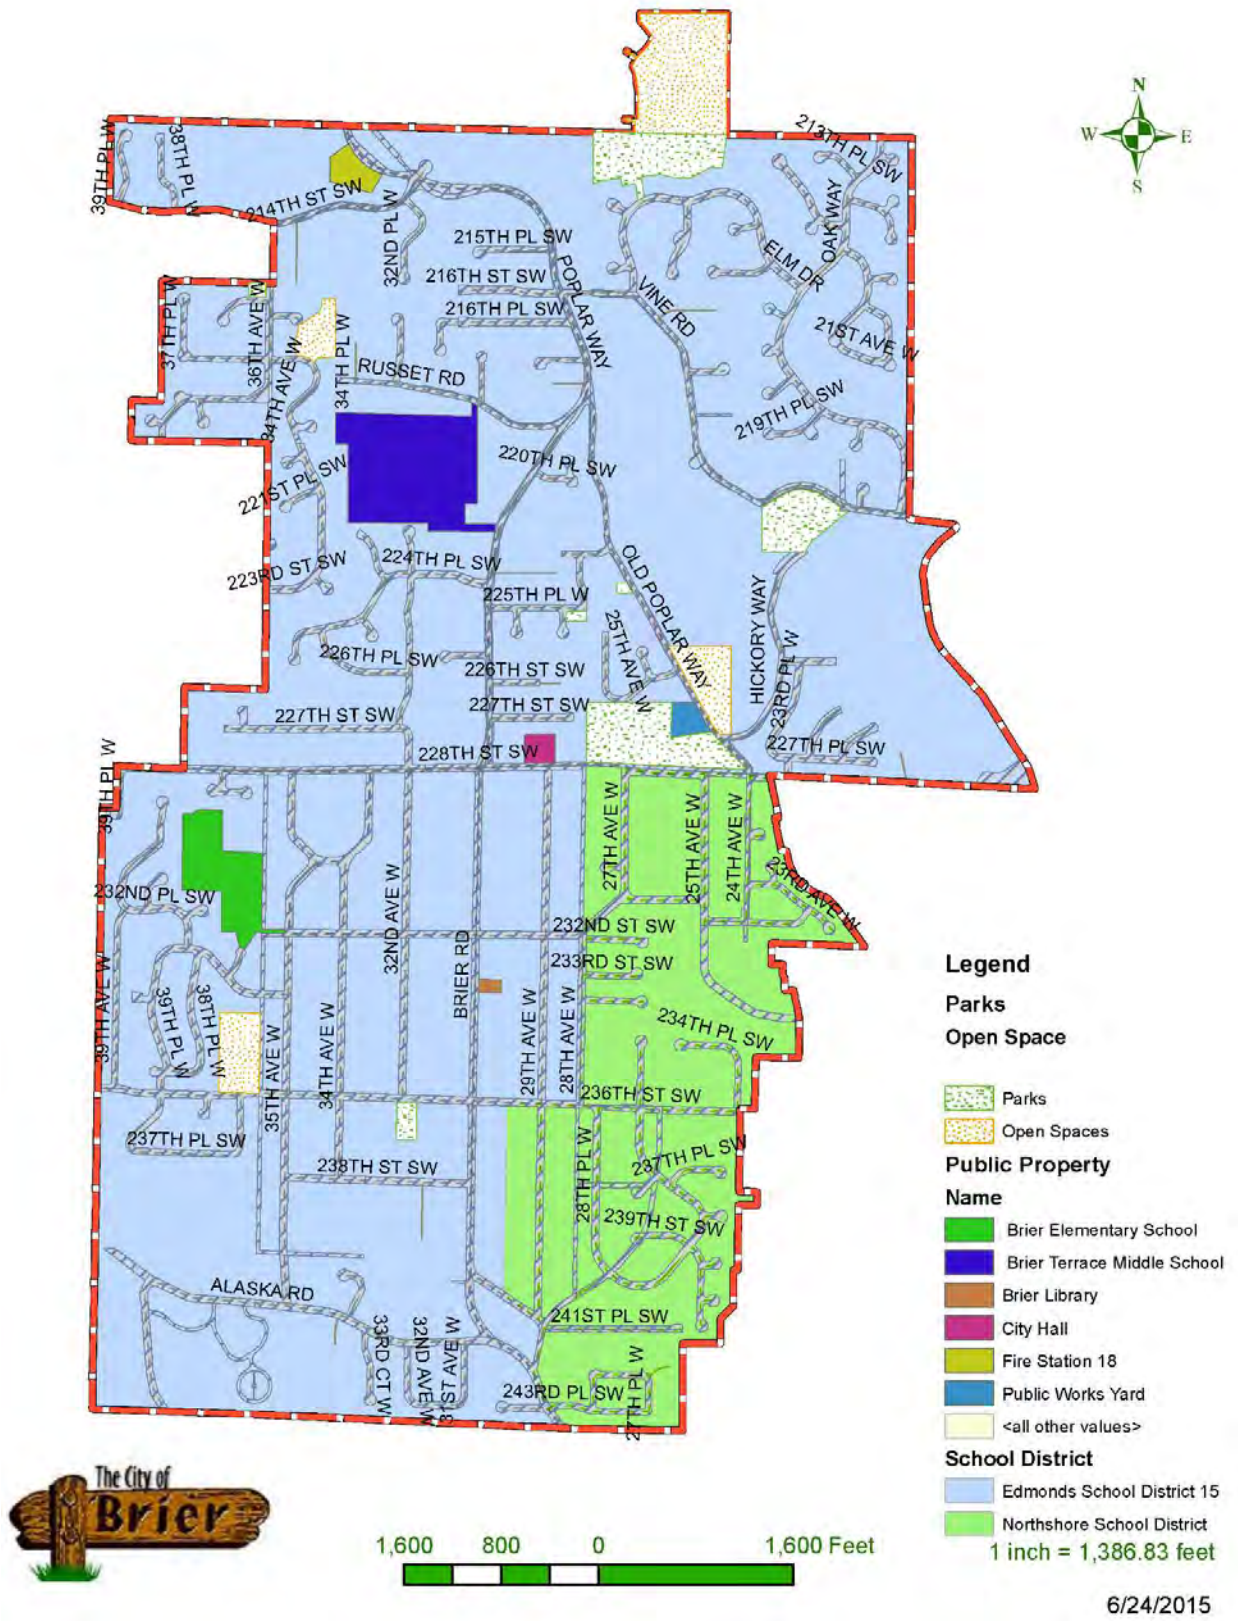 N
W E
S
213TH PL SW
39TH PL W
38TH PL W
OAK WAY
214TH ST SW
32ND PL W
215TH PL SW
ELM DR
216TH ST SW
POPLAR WAY
VINE RD
216TH PL SW
37TH PL W
36TH AVE W
34TH PL W
21ST AVE W
34TH AVE W
RUSSET RD
219TH PL SW
220TH PL SW
221ST PL SW
224TH PL SW
223RD ST SW
OLD POPLAR WAY
225TH PL W
HICKORY WAY
25TH AVE W
23RD PL W
226TH PL SW
226TH ST SW
227TH ST SW
227TH ST SW
228TH ST SW
227TH PL SW
39TH PL W
27TH AVE W
25TH AVE W
24TH AVE W
23RD AVE W
232ND PL SW
32ND AVE W
232ND ST SW
BRIER RD
233RD ST SW
39TH AVE W
39TH PL W
38TH PL W
35TH AVE W
34TH AVE W
29TH AVE W
28TH AVE W
234TH PL SW
236TH ST SW
237TH PL SW
238TH ST SW
28TH PL W
237TH PL SW
239TH ST SW
ALASKA RD
241ST PL SW
33RD CT W
32ND AVE W
31ST AVE W
243RD PL SW
27TH PL W
Legend
Parks
Open Space
Parks
Open Spaces
Public Property
Name
Brier Elementary School
Brier Terrace Middle School
Brier Library
City Hall
Fire Station 18
Public Works Yard
<all other values>
School District
Edmonds School District 15
Northshore School District
1 inch = 1,386.83 feet
The City of
Brier
1,600 800 0 1,600 Feet
6/24/2015